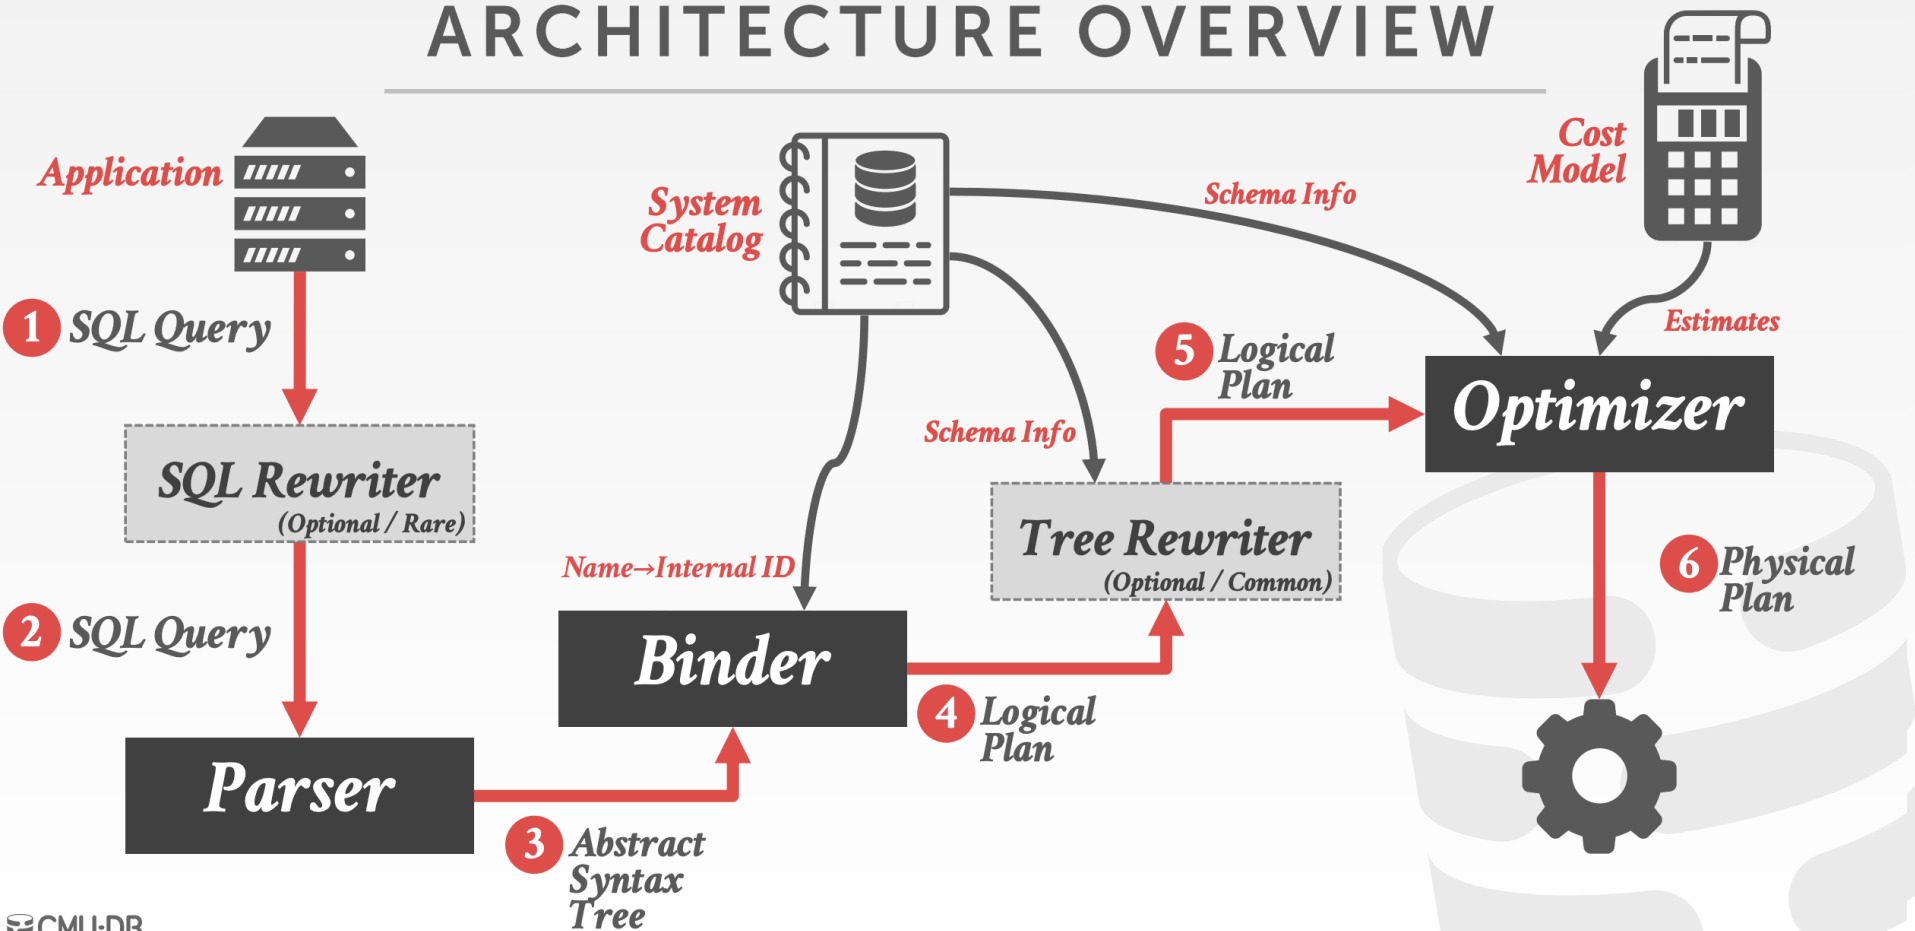 ARCHITECTURE OVERVIEW
Application
System
Catalog
Cost
Model
Schema Info
Estimates
1 SQL Query
SQL Rewriter
(Optional / Rare)
2 SQL Query
Parser
3 Abstract
Syntax
Tree
Name→Internal ID
Binder
4 Logical
Plan
Schema Info
Tree Rewriter
(Optional / Common)
5 Logical
Plan
Optimizer
6 Physical
Plan
CMU·DB